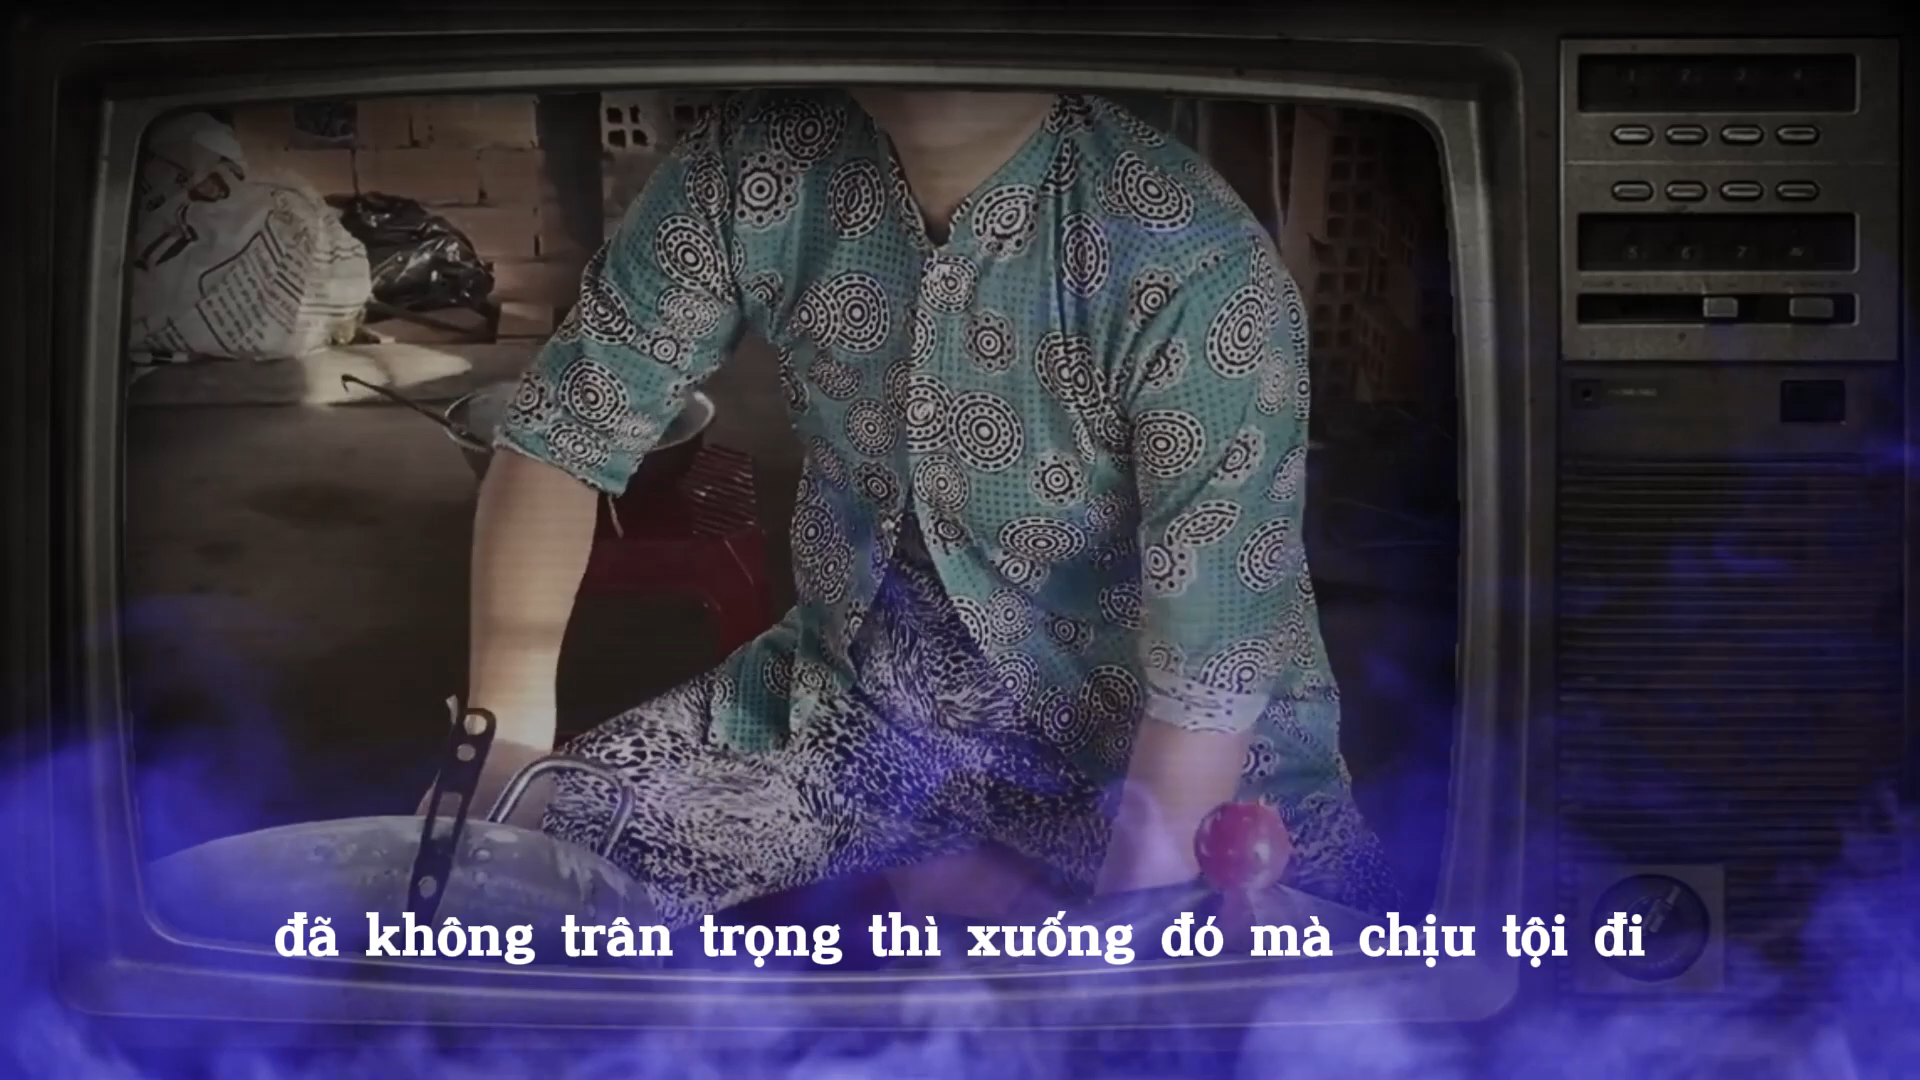 đã không trân trọng thì xuống đó mà chịu tội đi